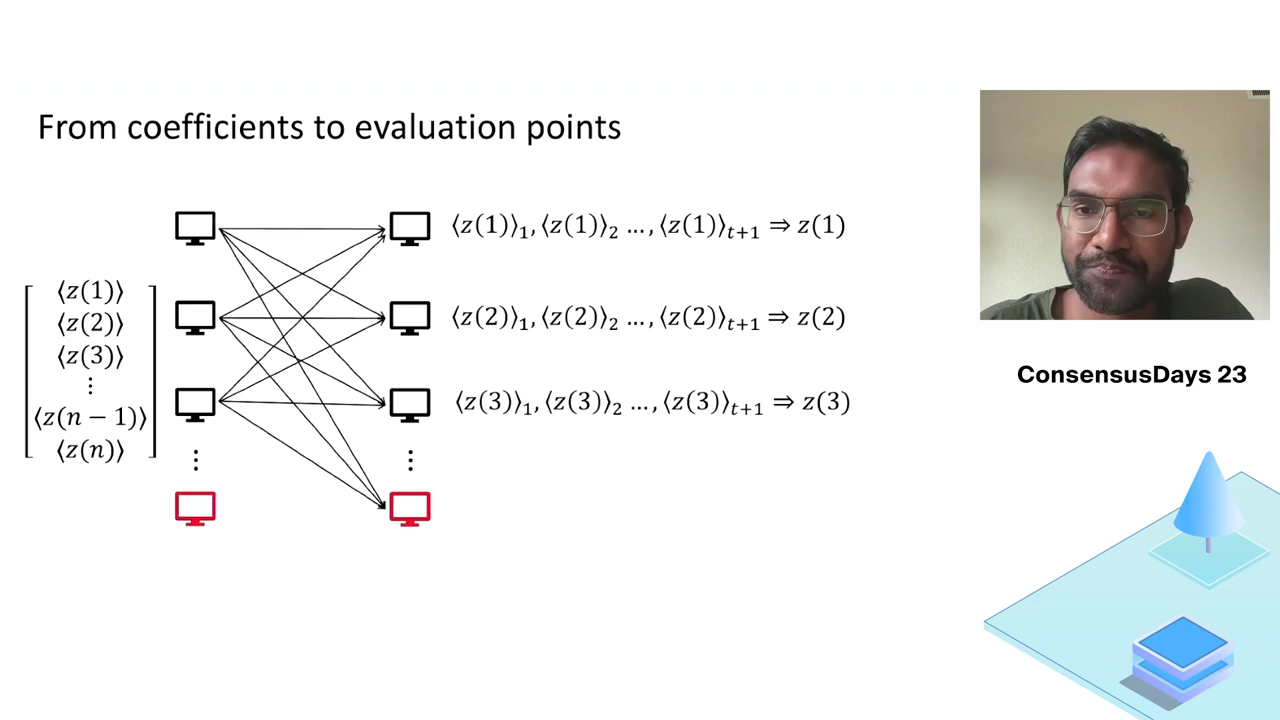 From coefficients to evaluation points
⟨z(1)⟩₁, ⟨z(1)⟩₂ …, ⟨z(1)⟩ₜ₊₁ ⇒ z(1)
⟨z(1)⟩
⟨z(2)⟩
⟨z(3)⟩
⋮
⟨z(n − 1)⟩
⟨z(n)⟩
⟨z(2)⟩₁, ⟨z(2)⟩₂ …, ⟨z(2)⟩ₜ₊₁ ⇒ z(2)
⟨z(3)⟩₁, ⟨z(3)⟩₂ …, ⟨z(3)⟩ₜ₊₁ ⇒ z(3)
⋮ ⋮
ConsensusDays 23